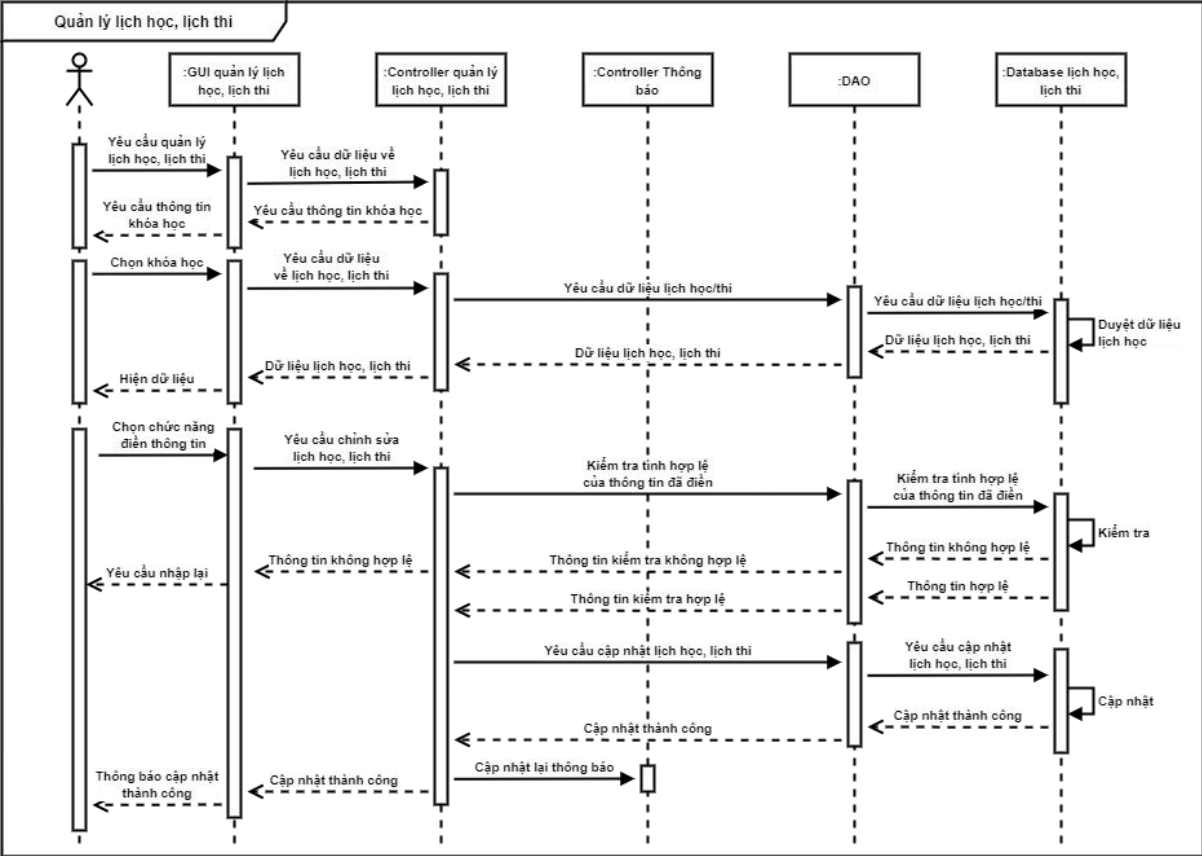 Quản lý lịch học, lịch thi
:GUI quản lý lịch
học, lịch thi
:Controller quản lý
lịch học, lịch thi
:Controller Thông
báo
:DAO
:Database lịch học,
lịch thi
Yêu cầu quản lý
lịch học, lịch thi
Yêu cầu dữ liệu về
lịch học, lịch thi
Yêu cầu thông tin khóa học
Yêu cầu thông tin
khóa học
Chọn khóa học
Yêu cầu dữ liệu
về lịch học, lịch thi
Yêu cầu dữ liệu lịch học/thi
Yêu cầu dữ liệu lịch học/thi
Duyệt dữ liệu
lịch học
Dữ liệu lịch học, lịch thi
Dữ liệu lịch học, lịch thi
Dữ liệu lịch học, lịch thi
Hiện dữ liệu
Chọn chức năng
điền thông tin
Yêu cầu chỉnh sửa
lịch học, lịch thi
Kiểm tra tính hợp lệ
của thông tin đã điền
Kiểm tra tính hợp lệ
của thông tin đã điền
Kiểm tra
Thông tin không hợp lệ
Thông tin kiểm tra không hợp lệ
Thông tin không hợp lệ
Yêu cầu nhập lại
Thông tin hợp lệ
Thông tin kiểm tra hợp lệ
Yêu cầu cập nhật lịch học, lịch thi
Yêu cầu cập nhật
lịch học, lịch thi
Cập nhật
Cập nhật thành công
Cập nhật thành công
Cập nhật lại thông báo
Cập nhật thành công
Thông báo cập nhật
thành công